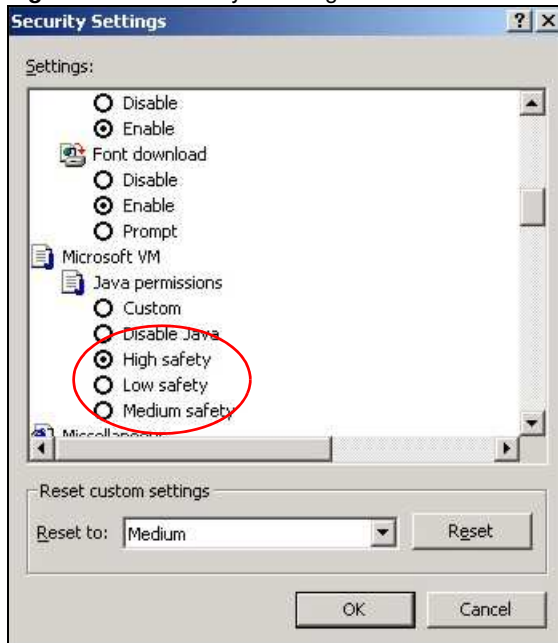 Security Settings
Settings:
Disable
Enable
Font download
Disable
Enable
Prompt
Microsoft VM
Java permissions
Custom
Disable Java
High safety
Low safety
Medium safety
Miscellaneous
Reset custom settings
Reset to: Medium Reset
OK Cancel